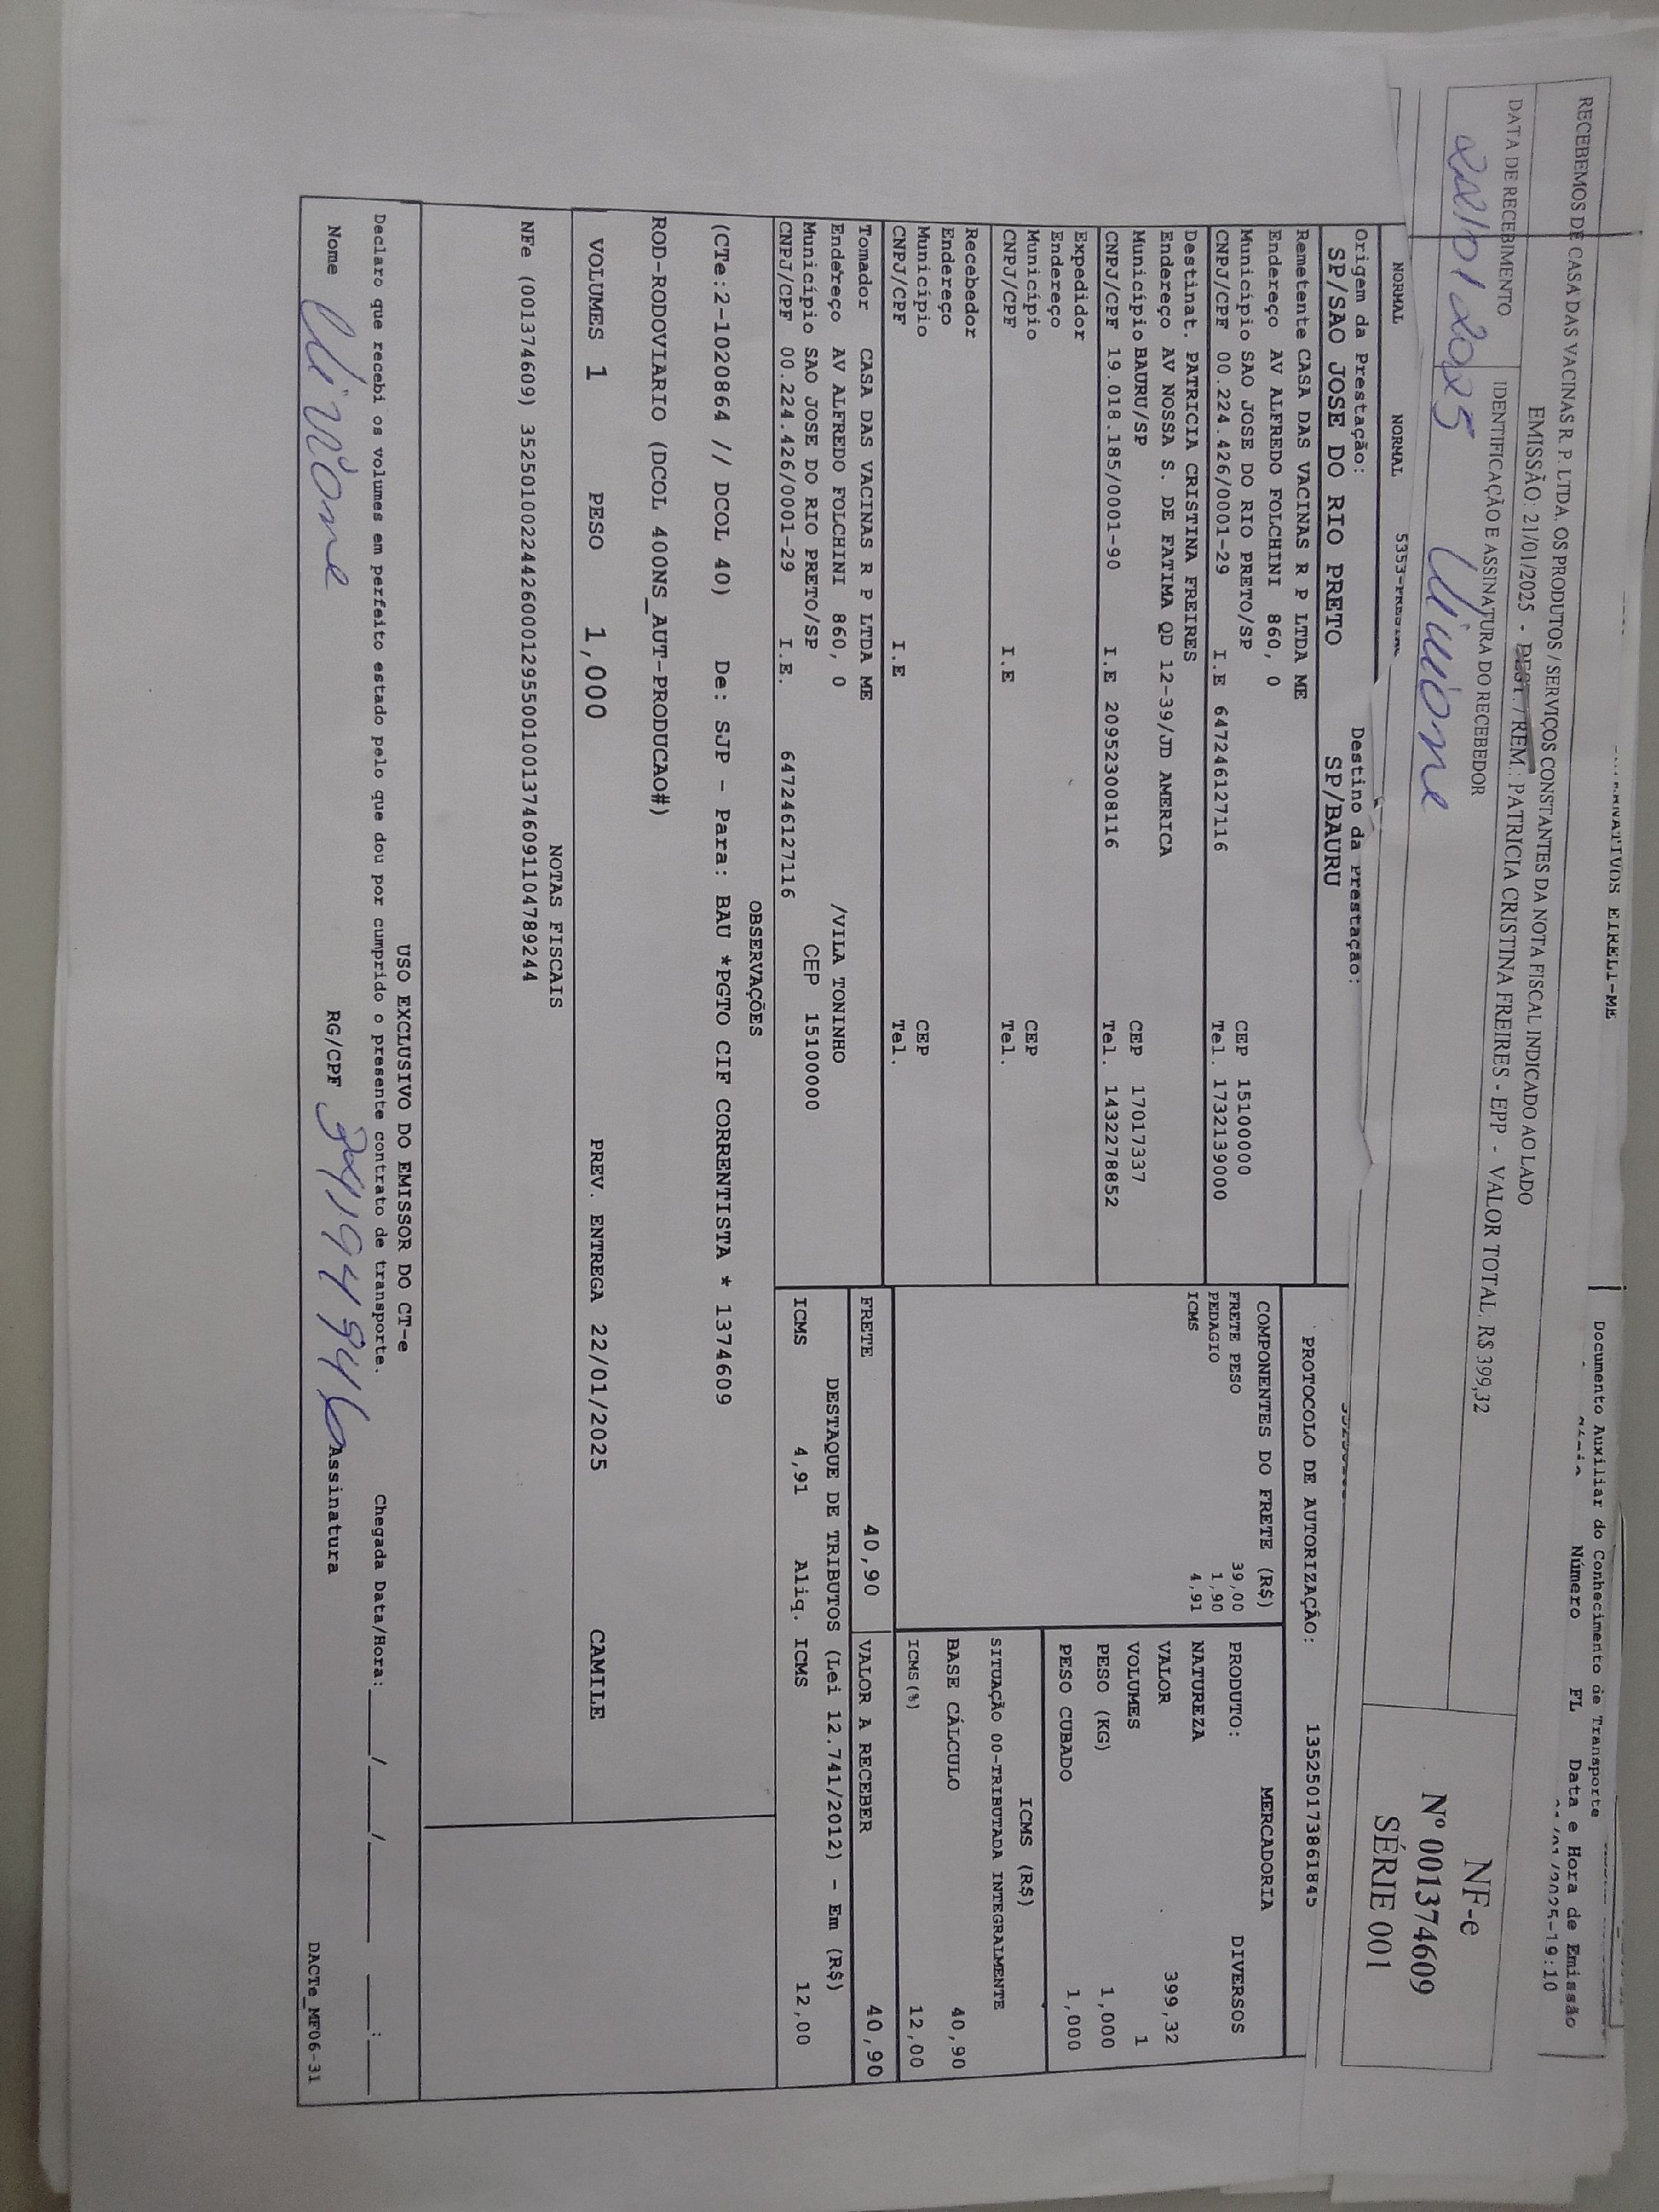 EIRELI-ME
Documento Auxiliar do Conhecimento de Transporte
Número FL Data e Hora de Emissão
RECEBEMOS DE CASA DAS VACINAS R. P. LTDA. OS PRODUTOS / SERVIÇOS CONSTANTES DA NOTA FISCAL INDICADO AO LADO
EMISSÃO: 21/01/2025 - DEST. / REM.: PATRICIA CRISTINA FREIRES - EPP - VALOR TOTAL: R$ 399,32
DATA DE RECEBIMENTO
IDENTIFICAÇÃO E ASSINATURA DO RECEBEDOR
NF-e
Nº 001374609
SÉRIE 001
NORMAL NORMAL
Origem da Prestação: Destino da Prestação:
SP/SAO JOSE DO RIO PRETO SP/BAURU
PROTOCOLO DE AUTORIZAÇÃO: 135250173861845
Remetente CASA DAS VACINAS R P LTDA ME
Endereço AV ALFREDO FOLCHINI 860, 0
Município SAO JOSE DO RIO PRETO/SP CEP 15100000
CNPJ/CPF 00.224.426/0001-29 I.E 647246127116 Tel. 1732139000
Destinat. PATRICIA CRISTINA FREIRES
Endereço AV NOSSA S. DE FATIMA QD 12-39/JD AMERICA
Município BAURU/SP CEP 17017337
CNPJ/CPF 19.018.185/0001-90 I.E 209523008116 Tel. 1432278852
Expedidor
Endereço
Município CEP
CNPJ/CPF I.E Tel.
Recebedor
Endereço
Município CEP
CNPJ/CPF I.E Tel.
Tomador CASA DAS VACINAS R P LTDA ME
Endereço AV ALFREDO FOLCHINI 860, 0 /VILA TONINHO
Município SAO JOSE DO RIO PRETO/SP CEP 15100000
CNPJ/CPF 00.224.426/0001-29 I.E. 647246127116
COMPONENTES DO FRETE (R$)
FRETE PESO 39,00
PEDAGIO 1,90
ICMS 4,91
MERCADORIA
PRODUTO: DIVERSOS
NATUREZA
VALOR 399,32
VOLUMES 1
PESO (KG) 1,000
PESO CUBADO 1,000
ICMS (R$)
SITUAÇÃO 00-TRIBUTADA INTEGRALMENTE
BASE CÁLCULO 40,90
ICMS(%) 12,00
FRETE 40,90 VALOR A RECEBER 40,90
DESTAQUE DE TRIBUTOS (Lei 12.741/2012) - Em (R$)
ICMS 4,91 Aliq. ICMS 12,00
OBSERVAÇÕES
(CTe:2-1020864 // DCOL 40) De: SJP - Para: BAU *PGTO CIF CORRENTISTA * 1374609
ROD-RODOVIARIO (DCOL 400NS_AUT-PRODUCAO#)
VOLUMES 1 PESO 1,000 PREV. ENTREGA 22/01/2025 CAMILE
NOTAS FISCAIS
NFe (001374609) 35250100224426000129550010013746091104789244
USO EXCLUSIVO DO EMISSOR DO CT-e
Declaro que recebi os volumes em perfeito estado pelo que dou por cumprido o presente contrato de transporte. Chegada Data/Hora:___/___/_____ ___:___
Nome RG/CPF Assinatura
DACTe_MF06-31